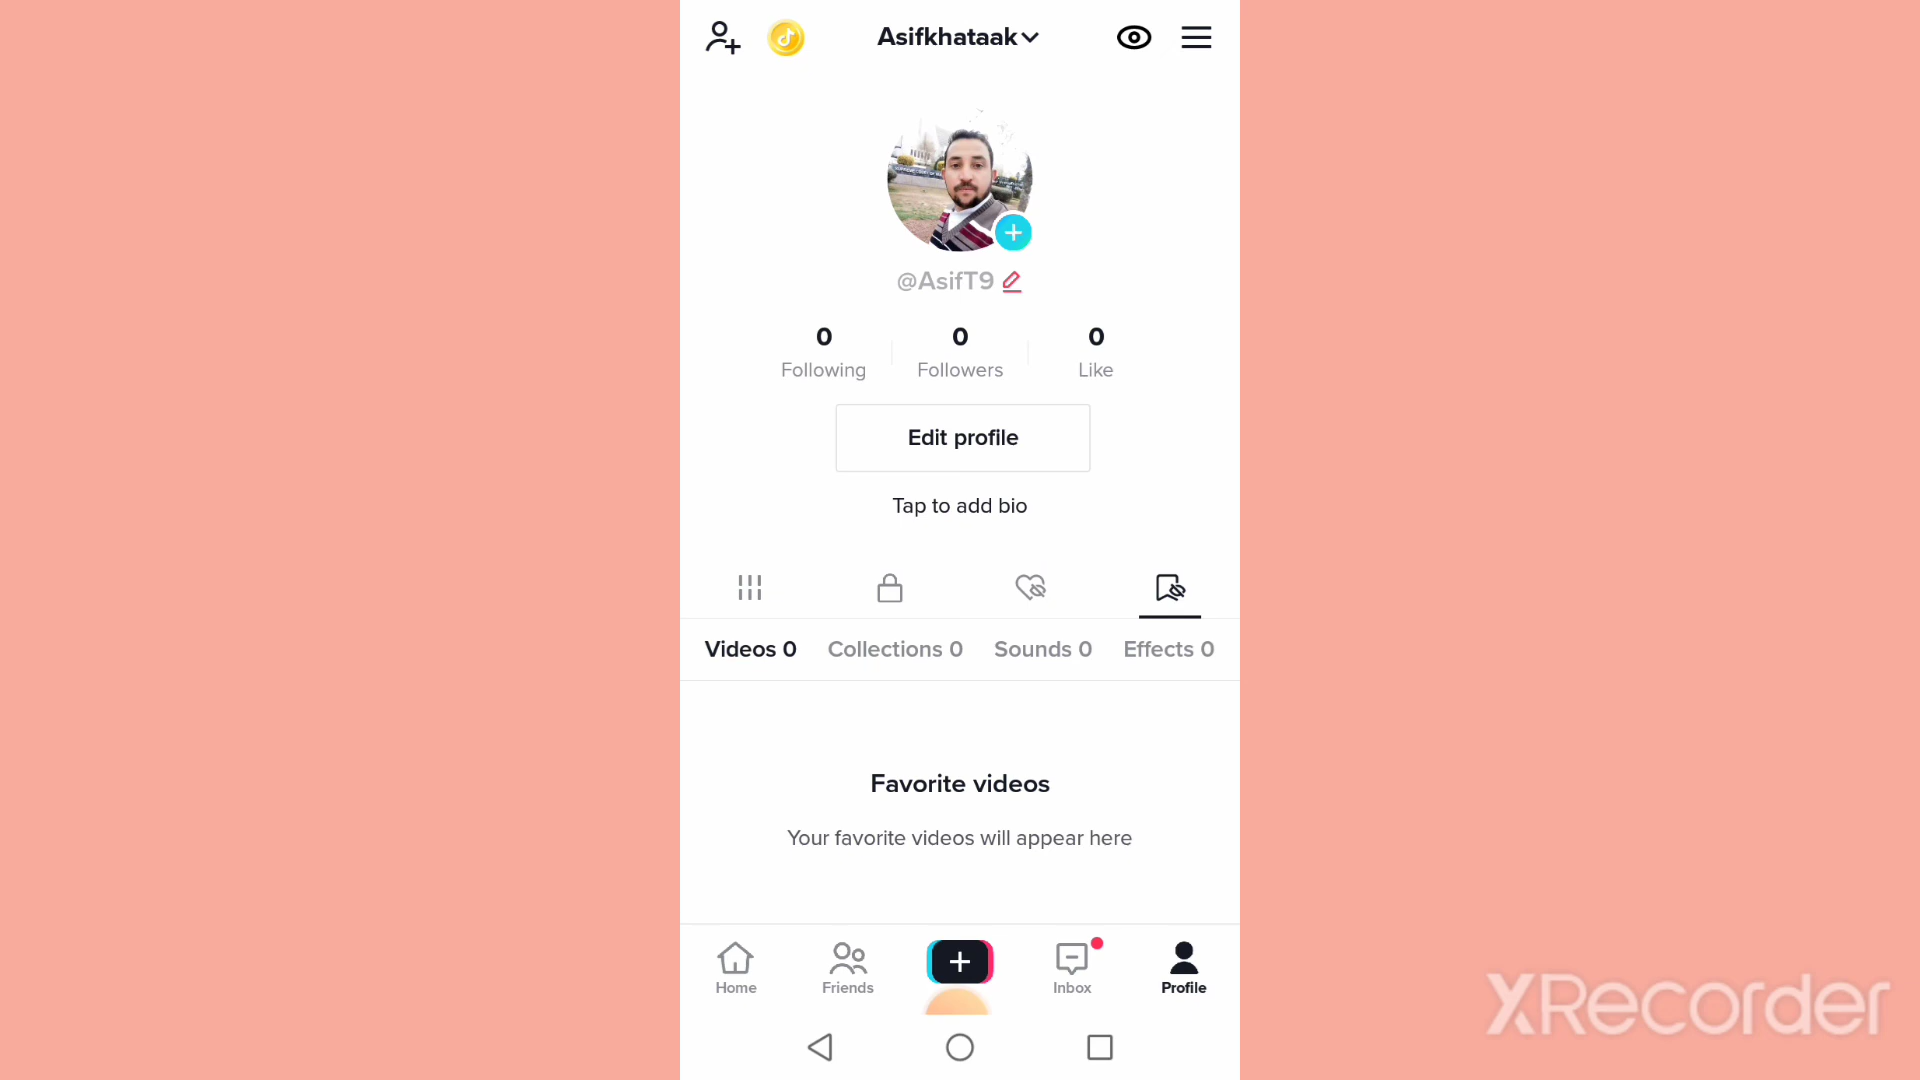 Asifkhataak
@AsifT9
0 0 0
Following Followers Like
Edit profile
Tap to add bio
Videos 0 Collections 0 Sounds 0 Effects 0
Favorite videos
Your favorite videos will appear here
Home Friends Inbox Profile
XRecorder